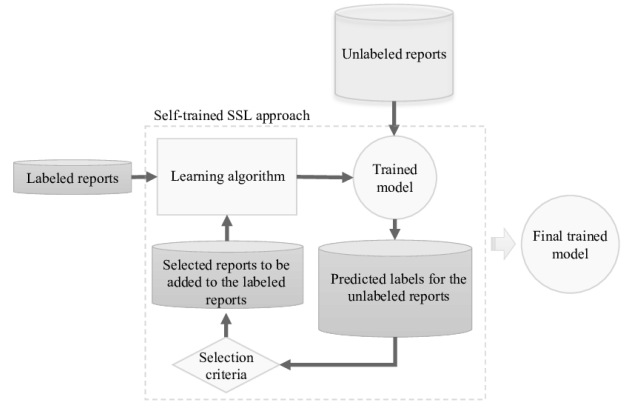 Unlabeled reports
Self-trained SSL approach
Labeled reports
Learning algorithm
Trained
model
Final trained
model
Selected reports to be
added to the labeled
reports
Predicted labels for the
unlabeled reports
Selection
criteria